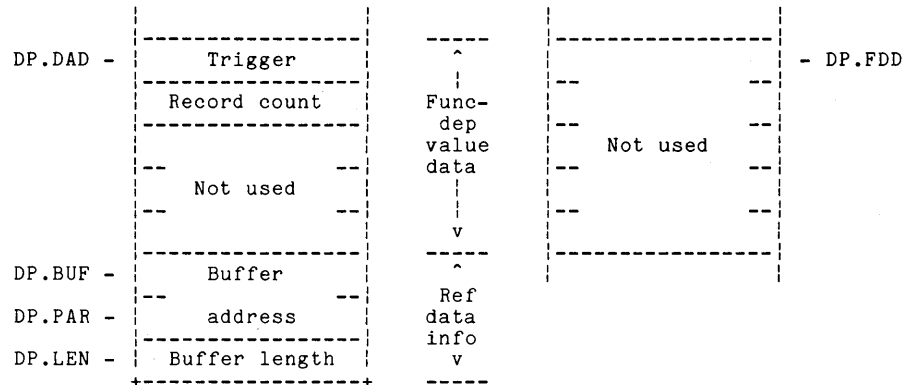 DP.DAD - Trigger - DP.FDD
Record count Func-
dep
value Not used
data
Not used
v
DP.BUF - Buffer ^
Ref
DP.PAR - address data
info
DP.LEN - Buffer length v